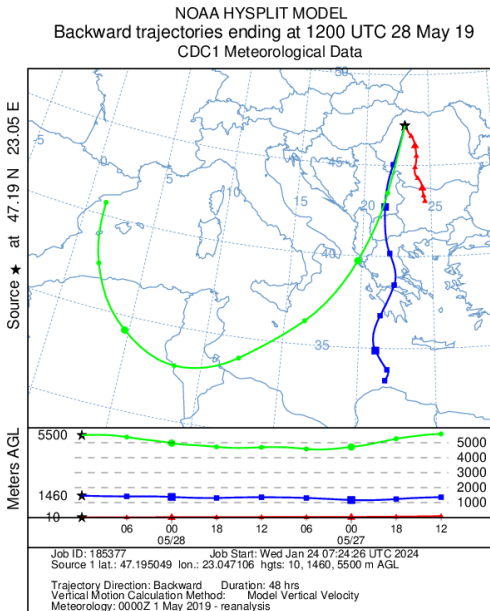 NOAA HYSPLIT MODEL
Backward trajectories ending at 1200 UTC 28 May 19
CDC1 Meteorological Data
Source ★ at 47.19 N 23.05 E
50
-5
0
5
10
15
20
25
45
40
35
Meters AGL
5500
1460
10
5000
4000
3000
2000
1000
06 00 18 12 06 00 18 12
05/28 05/27
Job ID: 185377 Job Start: Wed Jan 24 07:24:26 UTC 2024
Source 1 lat.: 47.195049 lon.: 23.047106 hgts: 10, 1460, 5500 m AGL
Trajectory Direction: Backward Duration: 48 hrs
Vertical Motion Calculation Method: Model Vertical Velocity
Meteorology: 0000Z 1 May 2019 - reanalysis